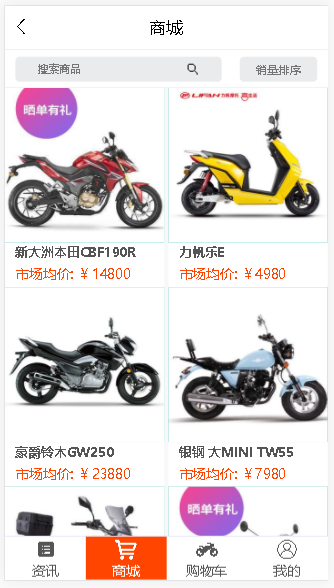 商城
搜索商品
销量排序
晒单有礼
LIFAN 力帆摩托
新大洲本田CBF190R
力帆乐E
市场均价: ¥14800
市场均价: ¥4980
豪爵铃木GW250
银钢 大MINI TW55
市场均价: ¥23880
市场均价: ¥7980
晒单有礼
资讯
商城
购物车
我的